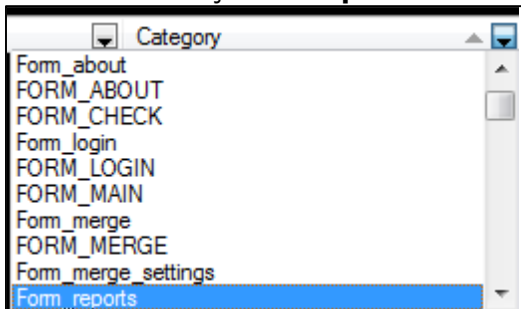 Category
Form_about
FORM_ABOUT
FORM_CHECK
Form_login
FORM_LOGIN
FORM_MAIN
Form_merge
FORM_MERGE
Form_merge_settings
Form_reports